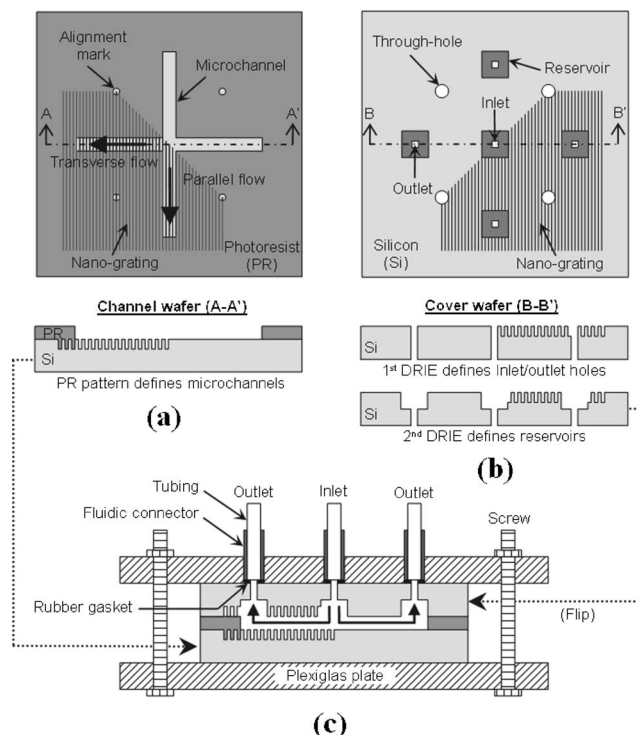 Alignment
mark
Microchannel
A
A'
Transverse flow
Parallel flow
Nano-grating
Photoresist
(PR)
Channel wafer (A-A')
PR
Si
PR pattern defines microchannels
(a)
Through-hole
Reservoir
Inlet
B
B'
Outlet
Silicon
(Si)
Nano-grating
Cover wafer (B-B')
Si
1st DRIE defines Inlet/outlet holes
Si
2nd DRIE defines reservoirs
(b)
Tubing
Outlet
Inlet
Outlet
Fluidic connector
Screw
Rubber gasket
(Flip)
Plexiglas plate
(c)